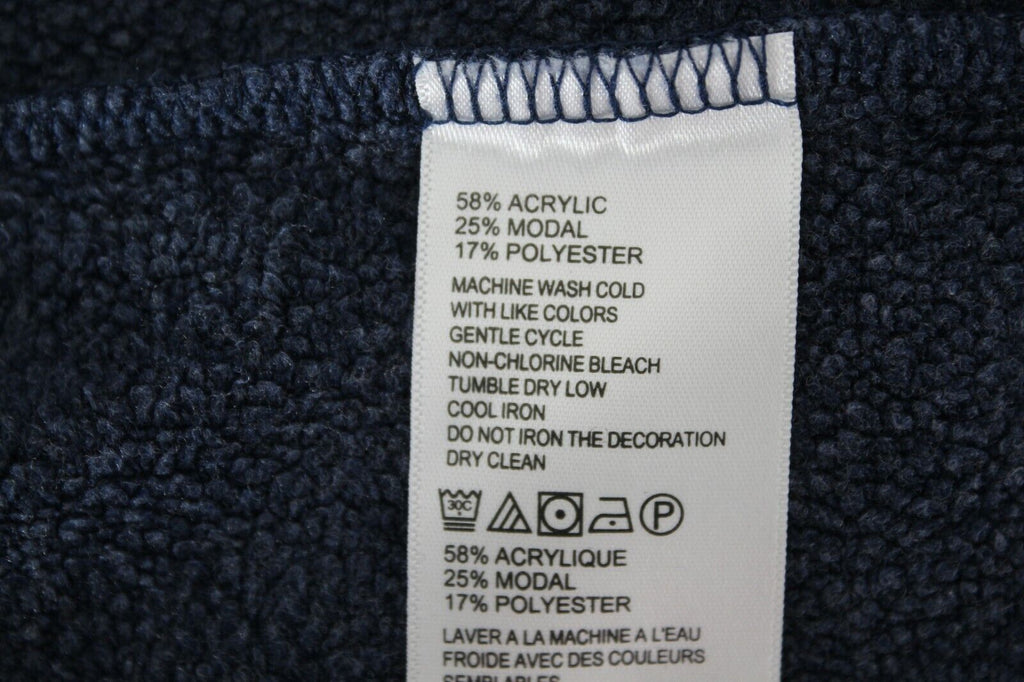 58% ACRYLIC
25% MODAL
17% POLYESTER
MACHINE WASH COLD
WITH LIKE COLORS
GENTLE CYCLE
NON-CHLORINE BLEACH
TUMBLE DRY LOW
COOL IRON
DO NOT IRON THE DECORATION
DRY CLEAN
30C P
58% ACRYLIQUE
25% MODAL
17% POLYESTER
LAVER A LA MACHINE A L'EAU
FROIDE AVEC DES COULEURS
SEMBLABLES